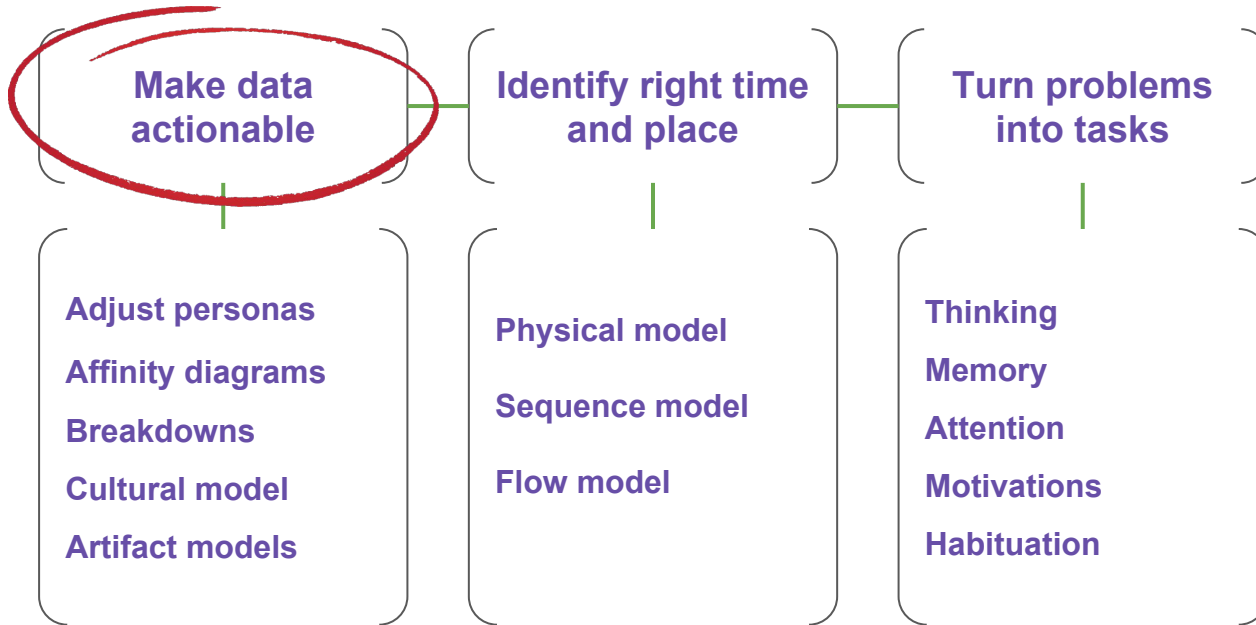 Make data
actionable
Identify right time
and place
Turn problems
into tasks
Adjust personas
Affinity diagrams
Breakdowns
Cultural model
Artifact models
Physical model
Sequence model
Flow model
Thinking
Memory
Attention
Motivations
Habituation